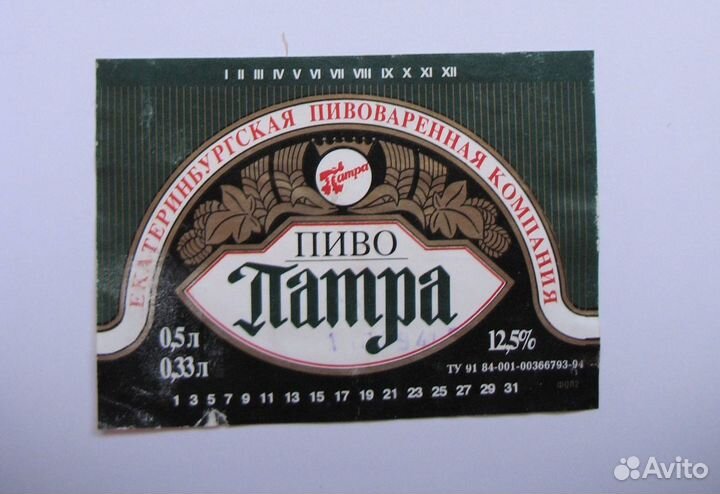 I II III IV V VI VII VIII IX X XI XII
ЕКАТЕРИНБУРГСКАЯ ПИВОВАРЕННАЯ КОМПАНИЯ
Патра
ПИВО
Патра
0,5 л
0,33 л
12,5%
ТУ 91 84-001-00366793-94
1 3 5 7 9 11 13 15 17 19 21 23 25 27 29 31
Avito